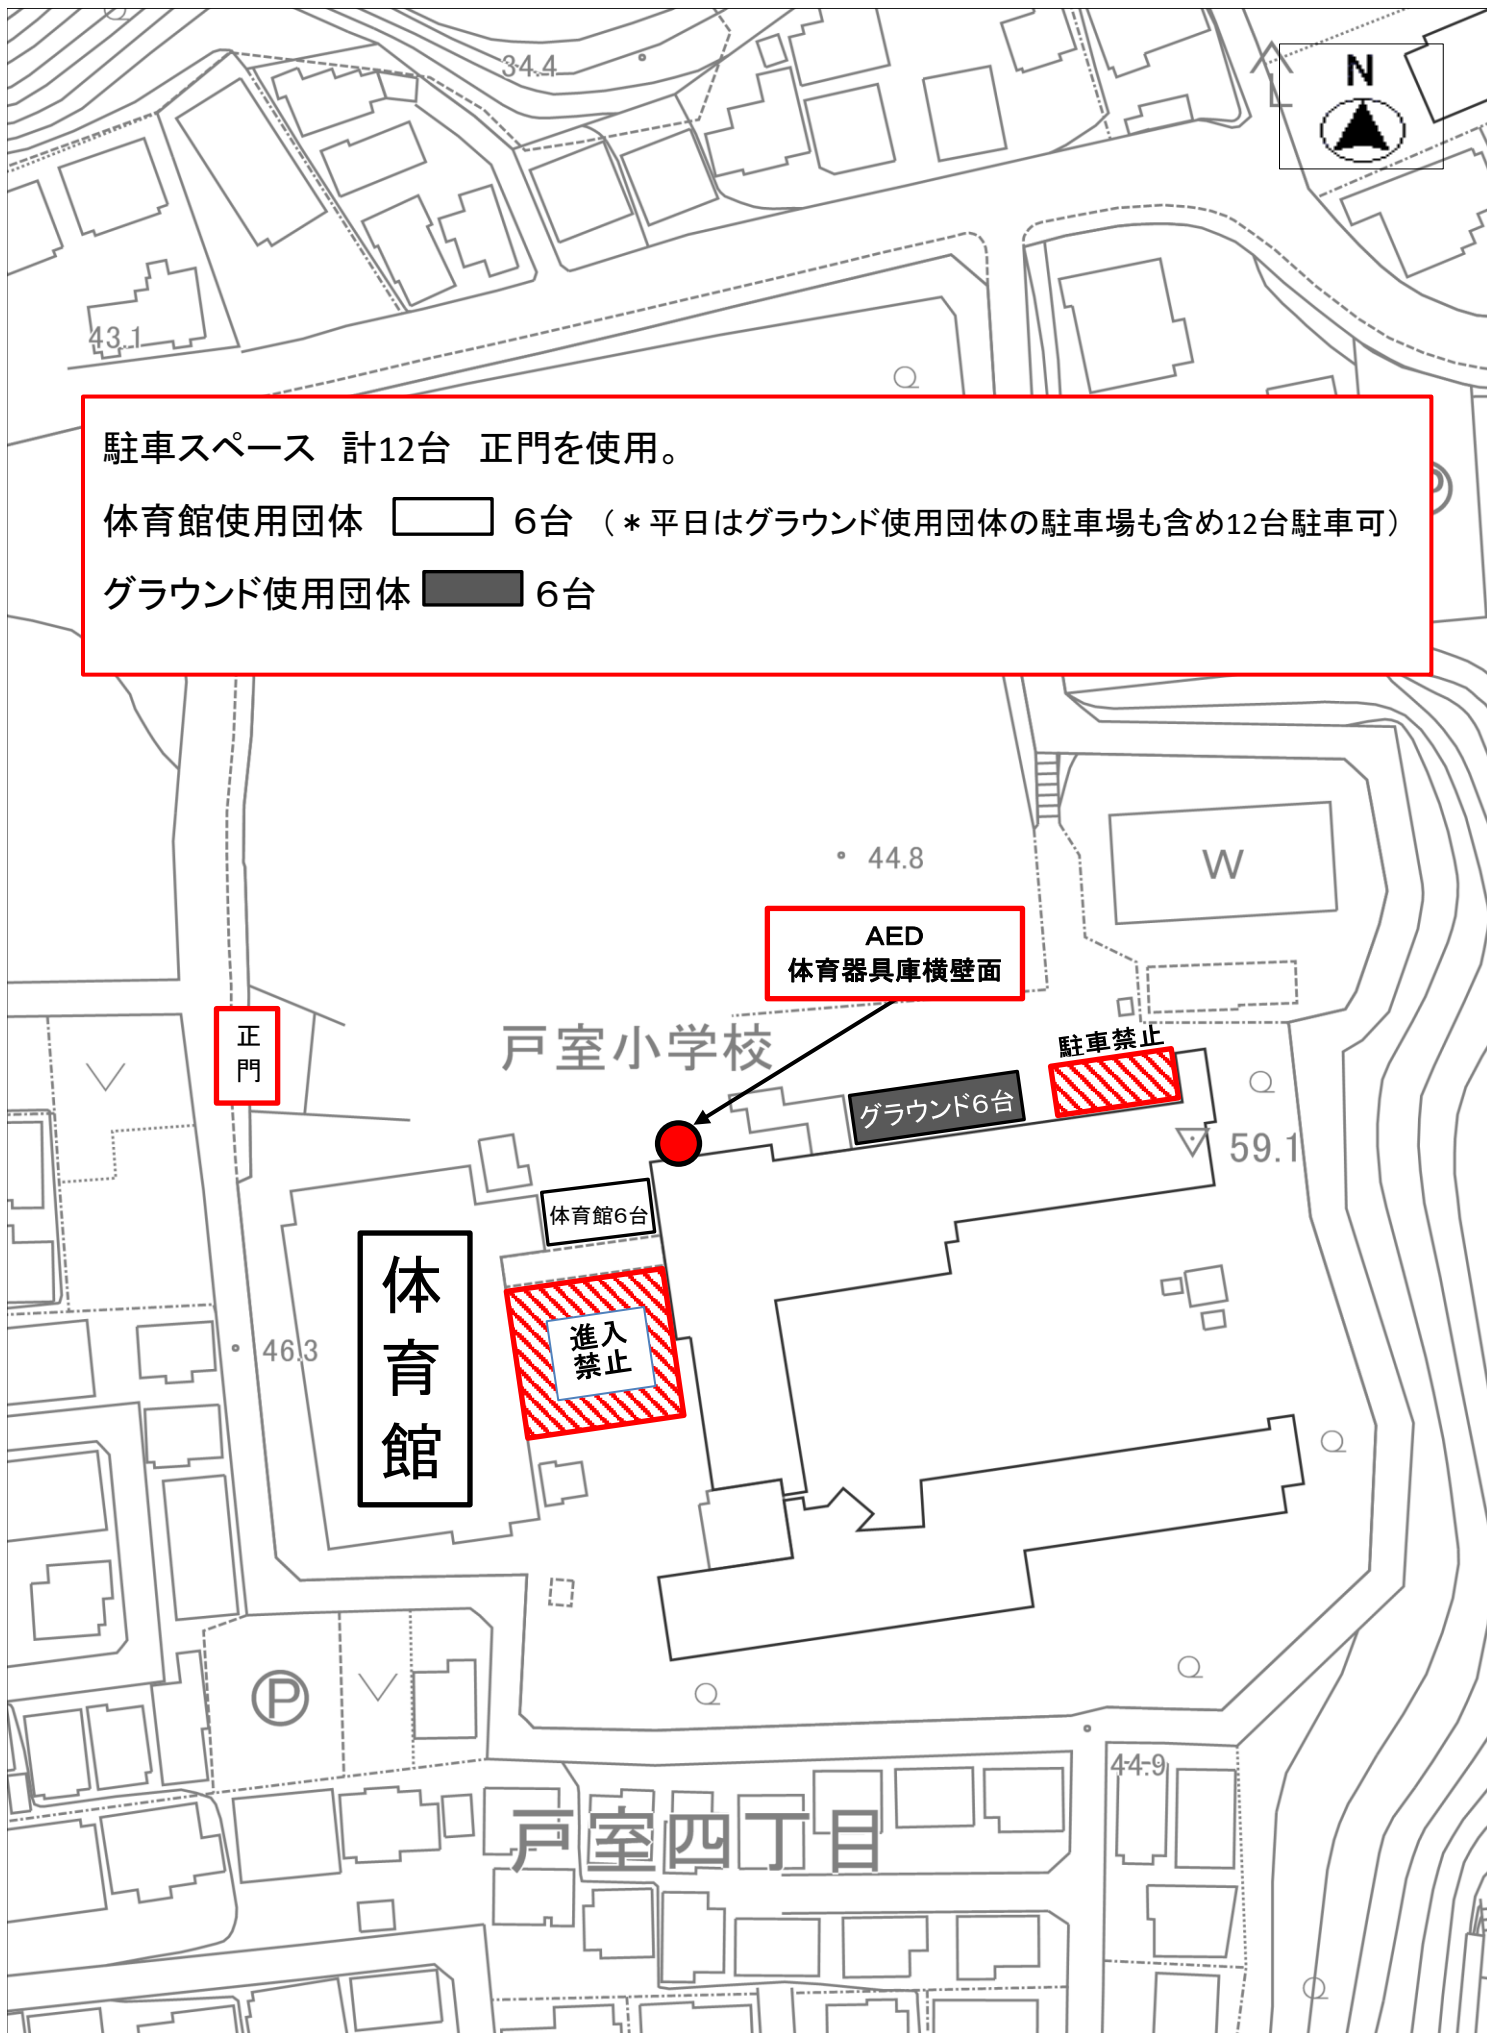 34.4
N
43.1
駐車スペース　計12台　正門を使用。
体育館使用団体 6台 （＊平日はグラウンド使用団体の駐車場も含め12台駐車可）
グラウンド使用団体 6台
44.8
W
AED
体育器具庫横壁面
正門
戸室小学校
駐車禁止
グラウンド6台
59.1
体育館6台
体育館
進入
禁止
46.3
P
44.9
戸室四丁目